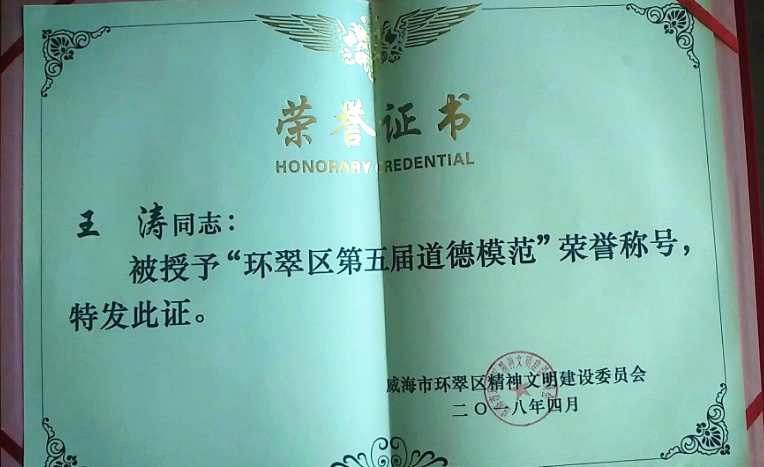 荣誉证书
HONORARY CREDENTIAL
王 涛同志：
被授予“环翠区第五届道德模范”荣誉称号，
特发此证。
威海市环翠区精神文明建设委员会
二〇一八年四月